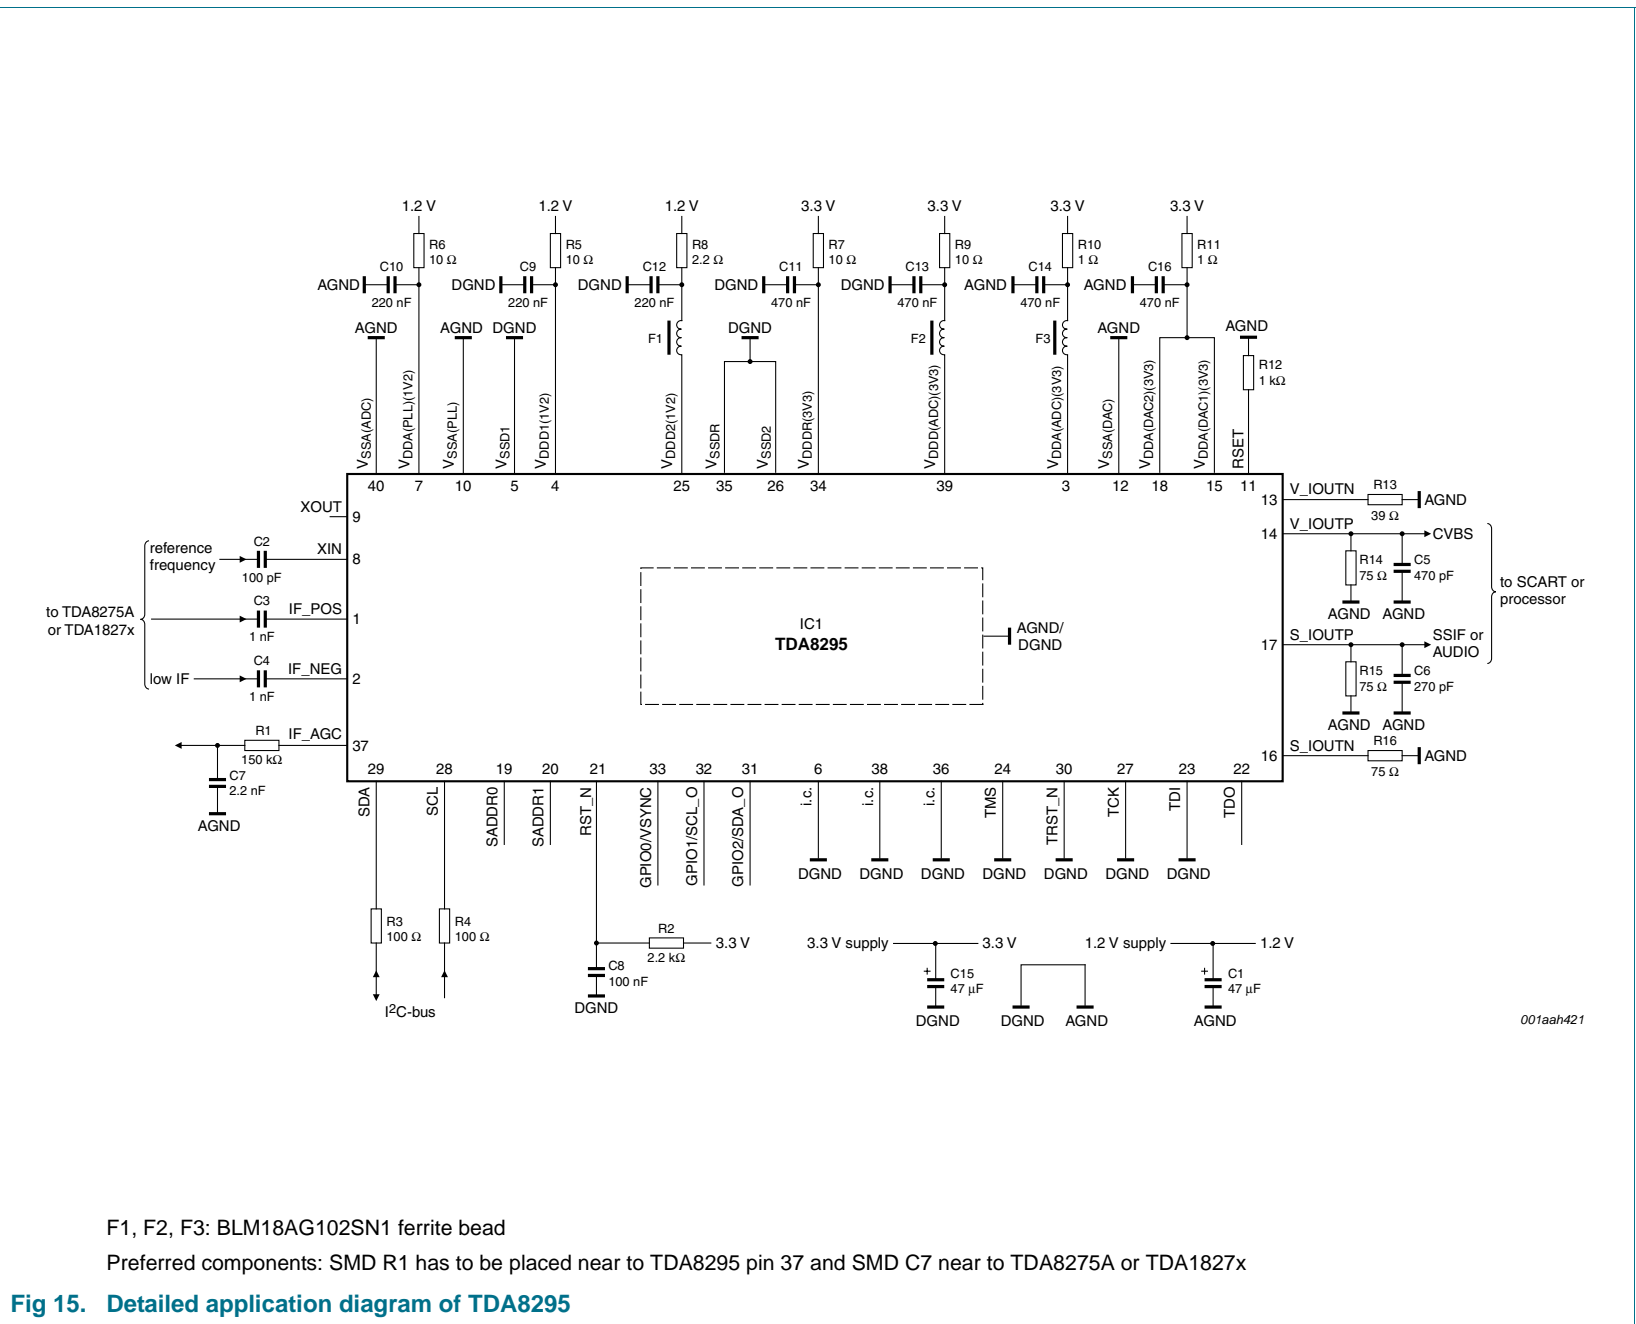 1.2 V 1.2 V 1.2 V 3.3 V 3.3 V 3.3 V 3.3 V
R6 R5 R8 R7 R9 R10 R11
10 Ω 10 Ω 2.2 Ω 10 Ω 10 Ω 1 Ω 1 Ω
C10 C9 C12 C11 C13 C14 C16
AGND DGND DGND DGND DGND AGND AGND
220 nF 220 nF 220 nF 470 nF 470 nF 470 nF 470 nF
AGND AGND DGND DGND AGND AGND
F1 F2 F3
R12
1 kΩ
VSSA(ADC)
VDDA(PLL)(1V2)
VSSA(PLL)
VSSD1
VDDD1(1V2)
VDDD2(1V2)
VSSDR
VSSD2
VDDDR(3V3)
VDDD(ADC)(3V3)
VDDA(ADC)(3V3)
VSSA(DAC)
VDDA(DAC2)(3V3)
VDDA(DAC1)(3V3)
RSET
40 7 10 5 4 25 35 26 34 39 3 12 18 15 11
XOUT
9
reference
frequency
C2
100 pF
XIN
8
to TDA8275A
or TDA1827x
C3
1 nF
IF_POS
1
low IF
C4
1 nF
IF_NEG
2
R1
150 kΩ
IF_AGC
37
C7
2.2 nF
AGND
IC1
TDA8295
AGND/
DGND
13
V_IOUTN
R13
39 Ω
AGND
14
V_IOUTP
CVBS
R14
75 Ω
C5
470 pF
AGND AGND
to SCART or
processor
17
S_IOUTP
SSIF or
AUDIO
R15
75 Ω
C6
270 pF
AGND AGND
16
S_IOUTN
R16
75 Ω
AGND
29 28 19 20 21 33 32 31 6 38 36 24 30 27 23 22
SDA
SCL
SADDR0
SADDR1
RST_N
GPIO0/VSYNC
GPIO1/SCL_O
GPIO2/SDA_O
i.c.
i.c.
i.c.
TMS
TRST_N
TCK
TDI
TDO
DGND DGND DGND DGND DGND DGND DGND
R3
100 Ω
R4
100 Ω
I2C-bus
R2
2.2 kΩ
3.3 V
C8
100 nF
DGND
3.3 V supply
3.3 V
+
C15
47 μF
DGND
DGND AGND
1.2 V supply
1.2 V
+
C1
47 μF
AGND
001aah421
F1, F2, F3: BLM18AG102SN1 ferrite bead
Preferred components: SMD R1 has to be placed near to TDA8295 pin 37 and SMD C7 near to TDA8275A or TDA1827x
Fig 15. Detailed application diagram of TDA8295